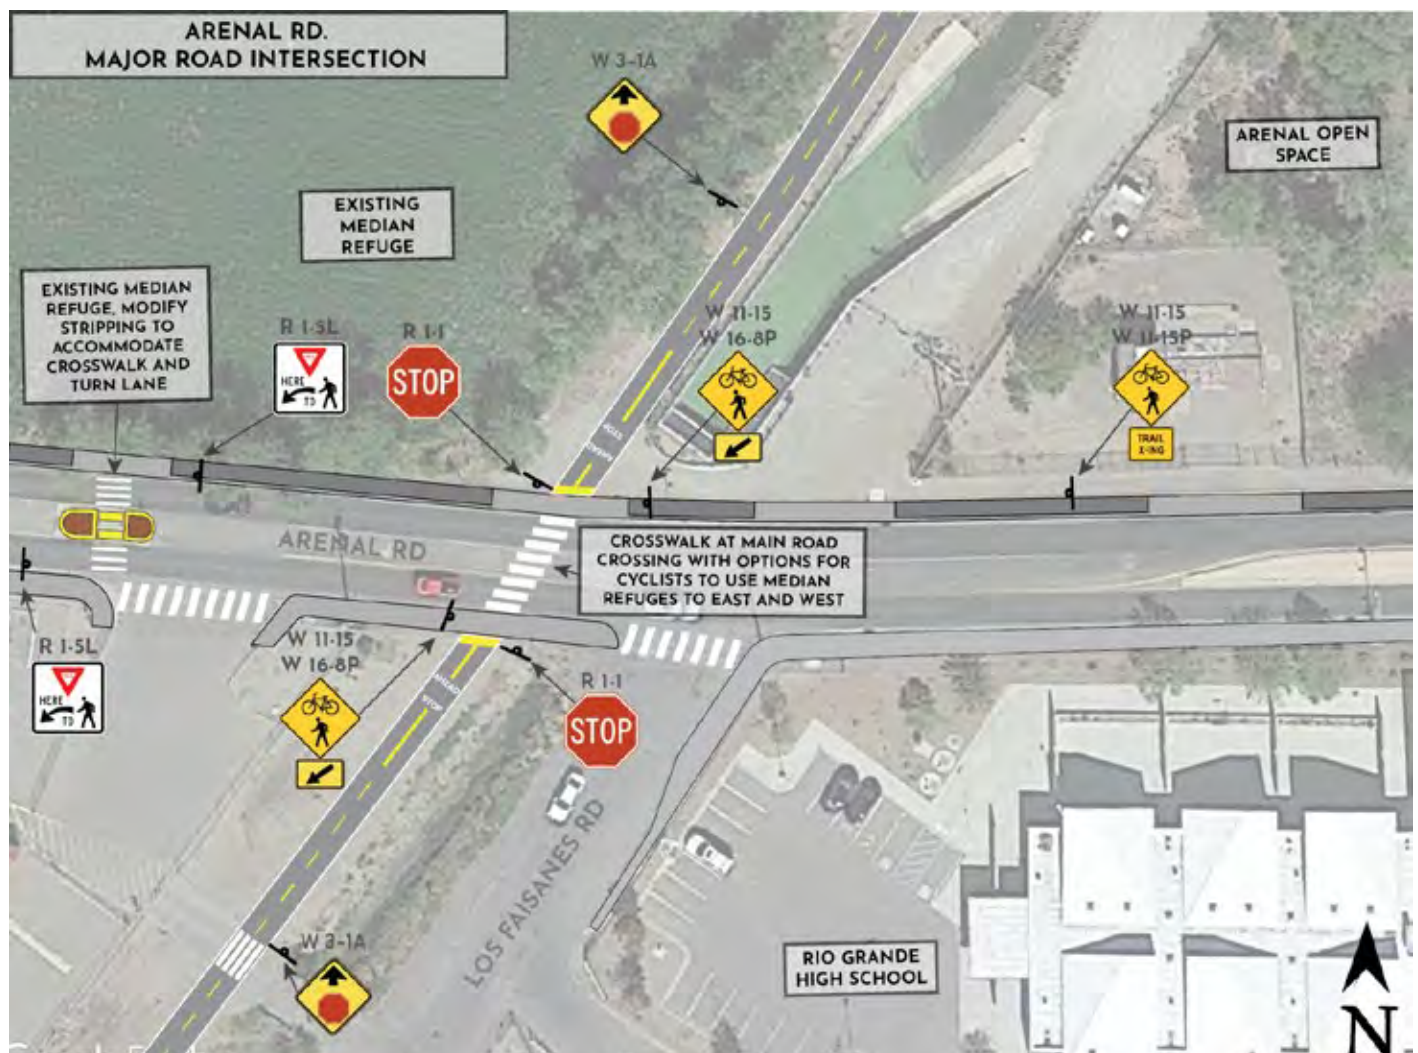 ARENAL RD.
MAJOR ROAD INTERSECTION
W 3-1A
ARENAL OPEN
SPACE
EXISTING
MEDIAN
REFUGE
EXISTING MEDIAN
REFUGE, MODIFY
STRIPPING TO
ACCOMMODATE
CROSSWALK AND
TURN LANE
R 1-5L
HERE
TO
R 1-1
STOP
W 11-15
W 16-8P
W 11-15
W 11-15P
TRAIL
X-ING
STOP
AHEAD
ARENAL RD
CROSSWALK AT MAIN ROAD
CROSSING WITH OPTIONS FOR
CYCLISTS TO USE MEDIAN
REFUGES TO EAST AND WEST
R 1-5L
HERE
TO
W 11-15
W 16-8P
AHEAD
STOP
R 1-1
STOP
LOS FAISANES RD
W 3-1A
RIO GRANDE
HIGH SCHOOL
N